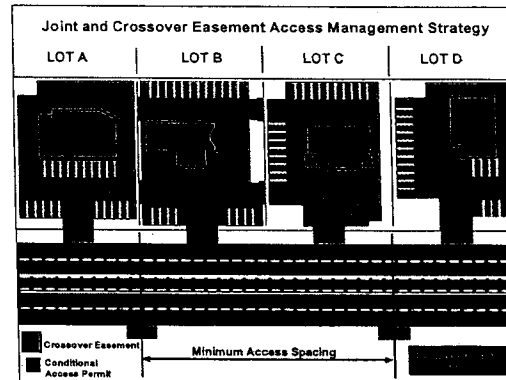 Joint and Crossover Easement Access Management Strategy
LOT A LOT B LOT C LOT D
Crossover Easement
Conditional
Access Permit
Minimum Access Spacing